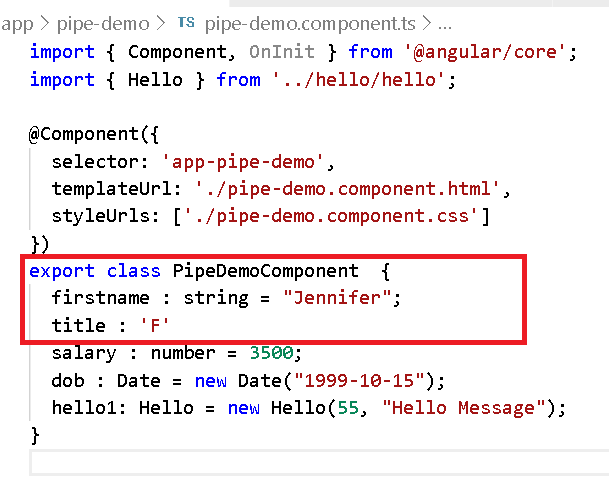 app > pipe-demo > TS pipe-demo.component.ts > ...
import { Component, OnInit } from '@angular/core';
import { Hello } from '../hello/hello';
@Component({
  selector: 'app-pipe-demo',
  templateUrl: './pipe-demo.component.html',
  styleUrls: ['./pipe-demo.component.css']
})
export class PipeDemoComponent  {
  firstname : string = "Jennifer";
  title : 'F'
  salary : number = 3500;
  dob : Date = new Date("1999-10-15");
  hello1: Hello = new Hello(55, "Hello Message");
}